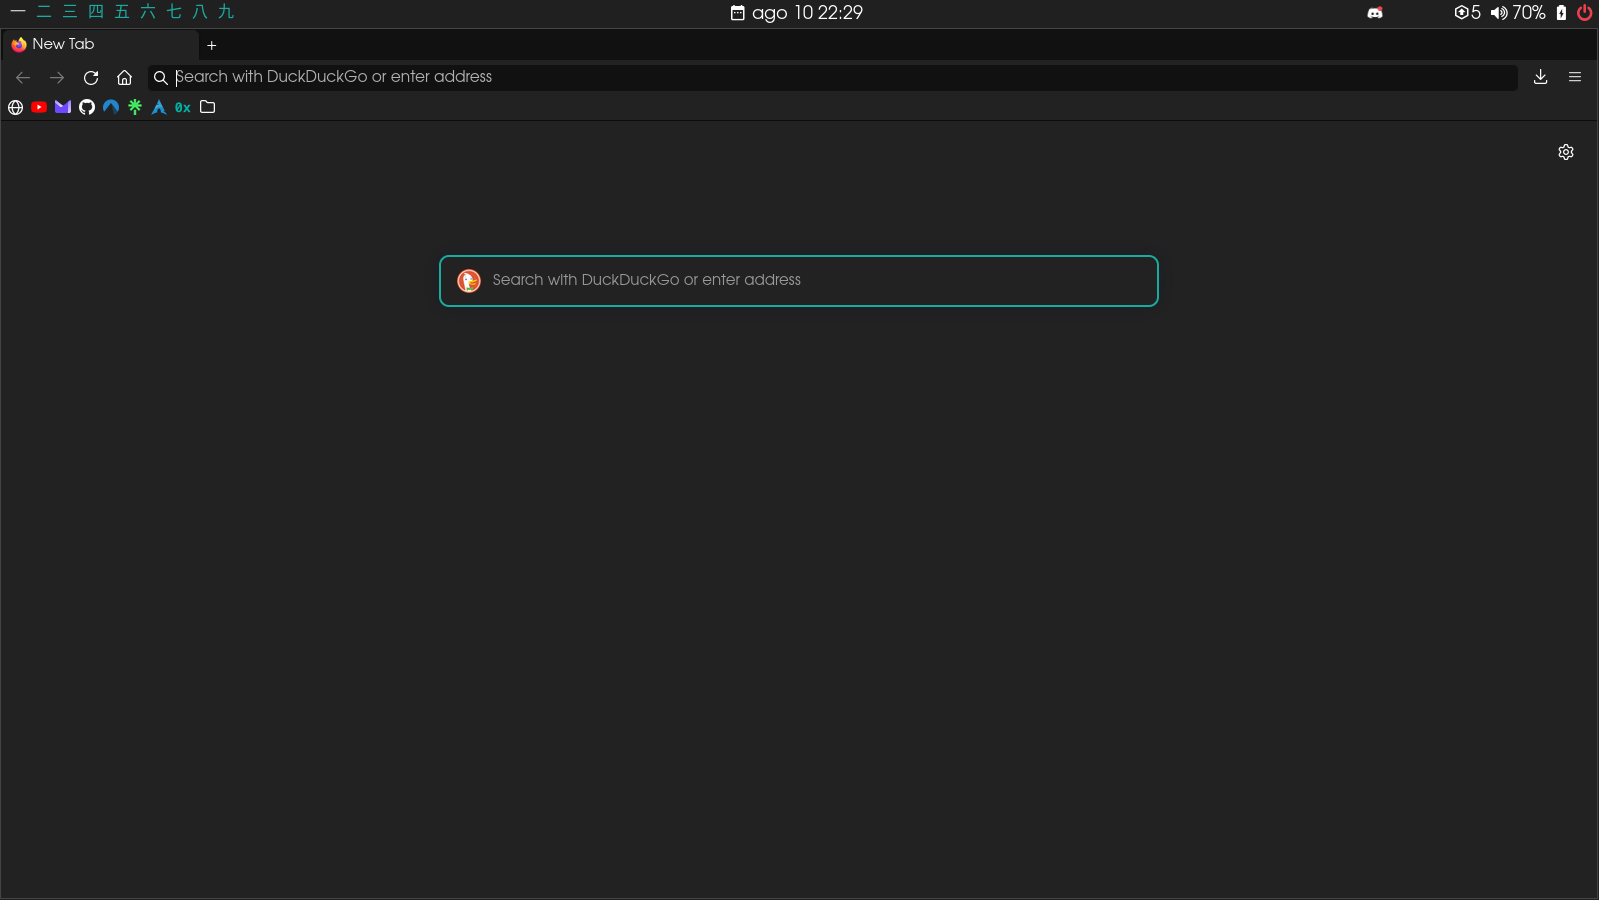 一 二 三 四 五 六 七 八 九
ago 10 22:29
5 70%
New Tab
Search with DuckDuckGo or enter address
0x
Search with DuckDuckGo or enter address